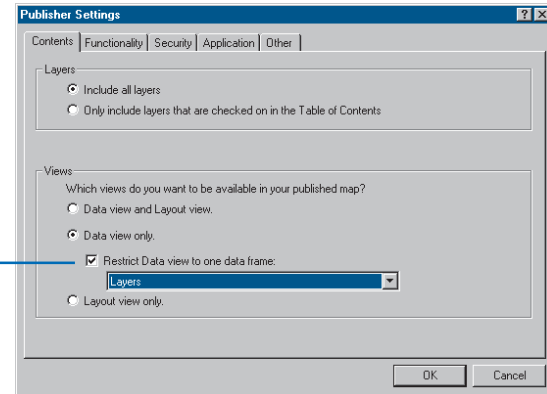 Publisher Settings
Contents Functionality Security Application Other
Layers
Include all layers
Only include layers that are checked on in the Table of Contents
Views
Which views do you want to be available in your published map?
Data view and Layout view.
Data view only.
Restrict Data view to one data frame:
Layers
Layout view only.
OK Cancel